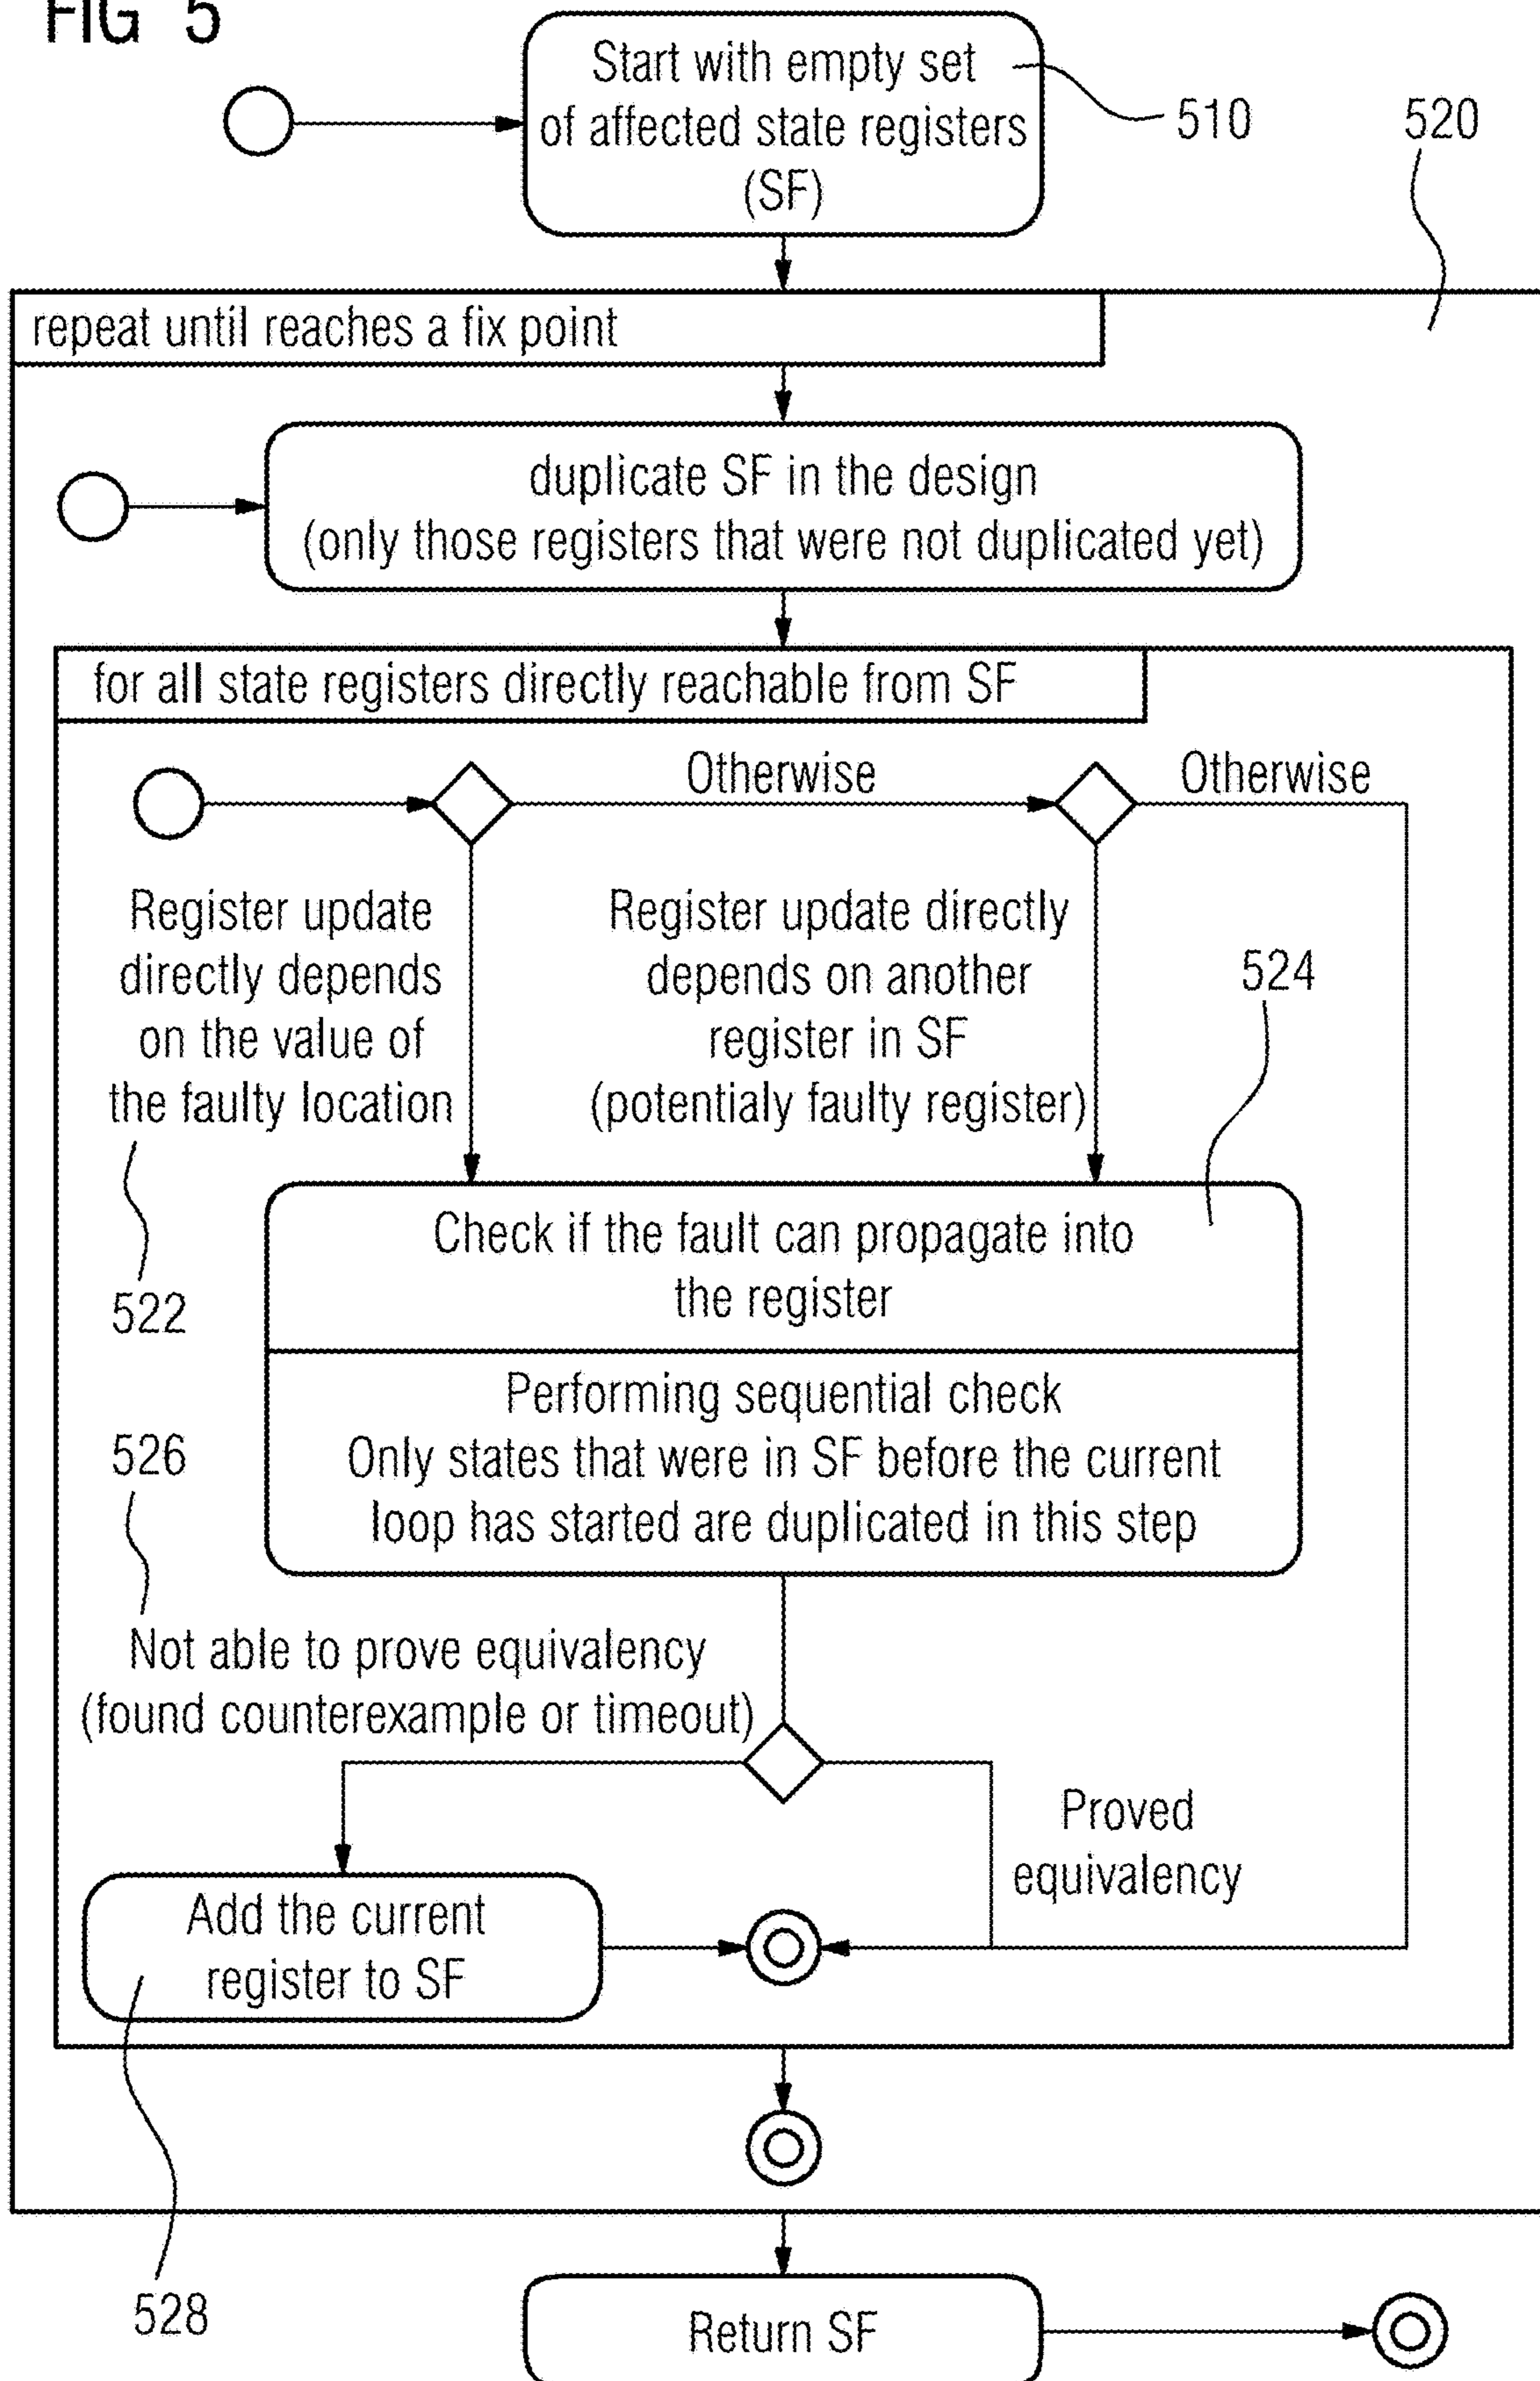 FIG 5
Start with empty set
of affected state registers
(SF)
510
520
repeat until reaches a fix point
duplicate SF in the design
(only those registers that were not duplicated yet)
for all state registers directly reachable from SF
Otherwise
Otherwise
Register update
directly depends
on the value of
the faulty location
522
Register update directly
depends on another
register in SF
(potentialy faulty register)
524
Check if the fault can propagate into
the register
Performing sequential check
Only states that were in SF before the current
loop has started are duplicated in this step
526
Not able to prove equivalency
(found counterexample or timeout)
Proved
equivalency
Add the current
register to SF
528
Return SF